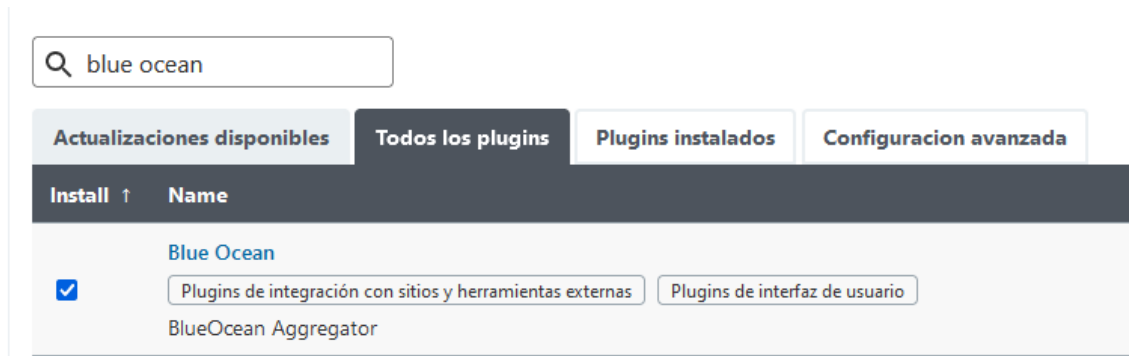 blue ocean
Actualizaciones disponibles Todos los plugins Plugins instalados Configuracion avanzada
Install ↑ Name
Blue Ocean
Plugins de integración con sitios y herramientas externas Plugins de interfaz de usuario
BlueOcean Aggregator